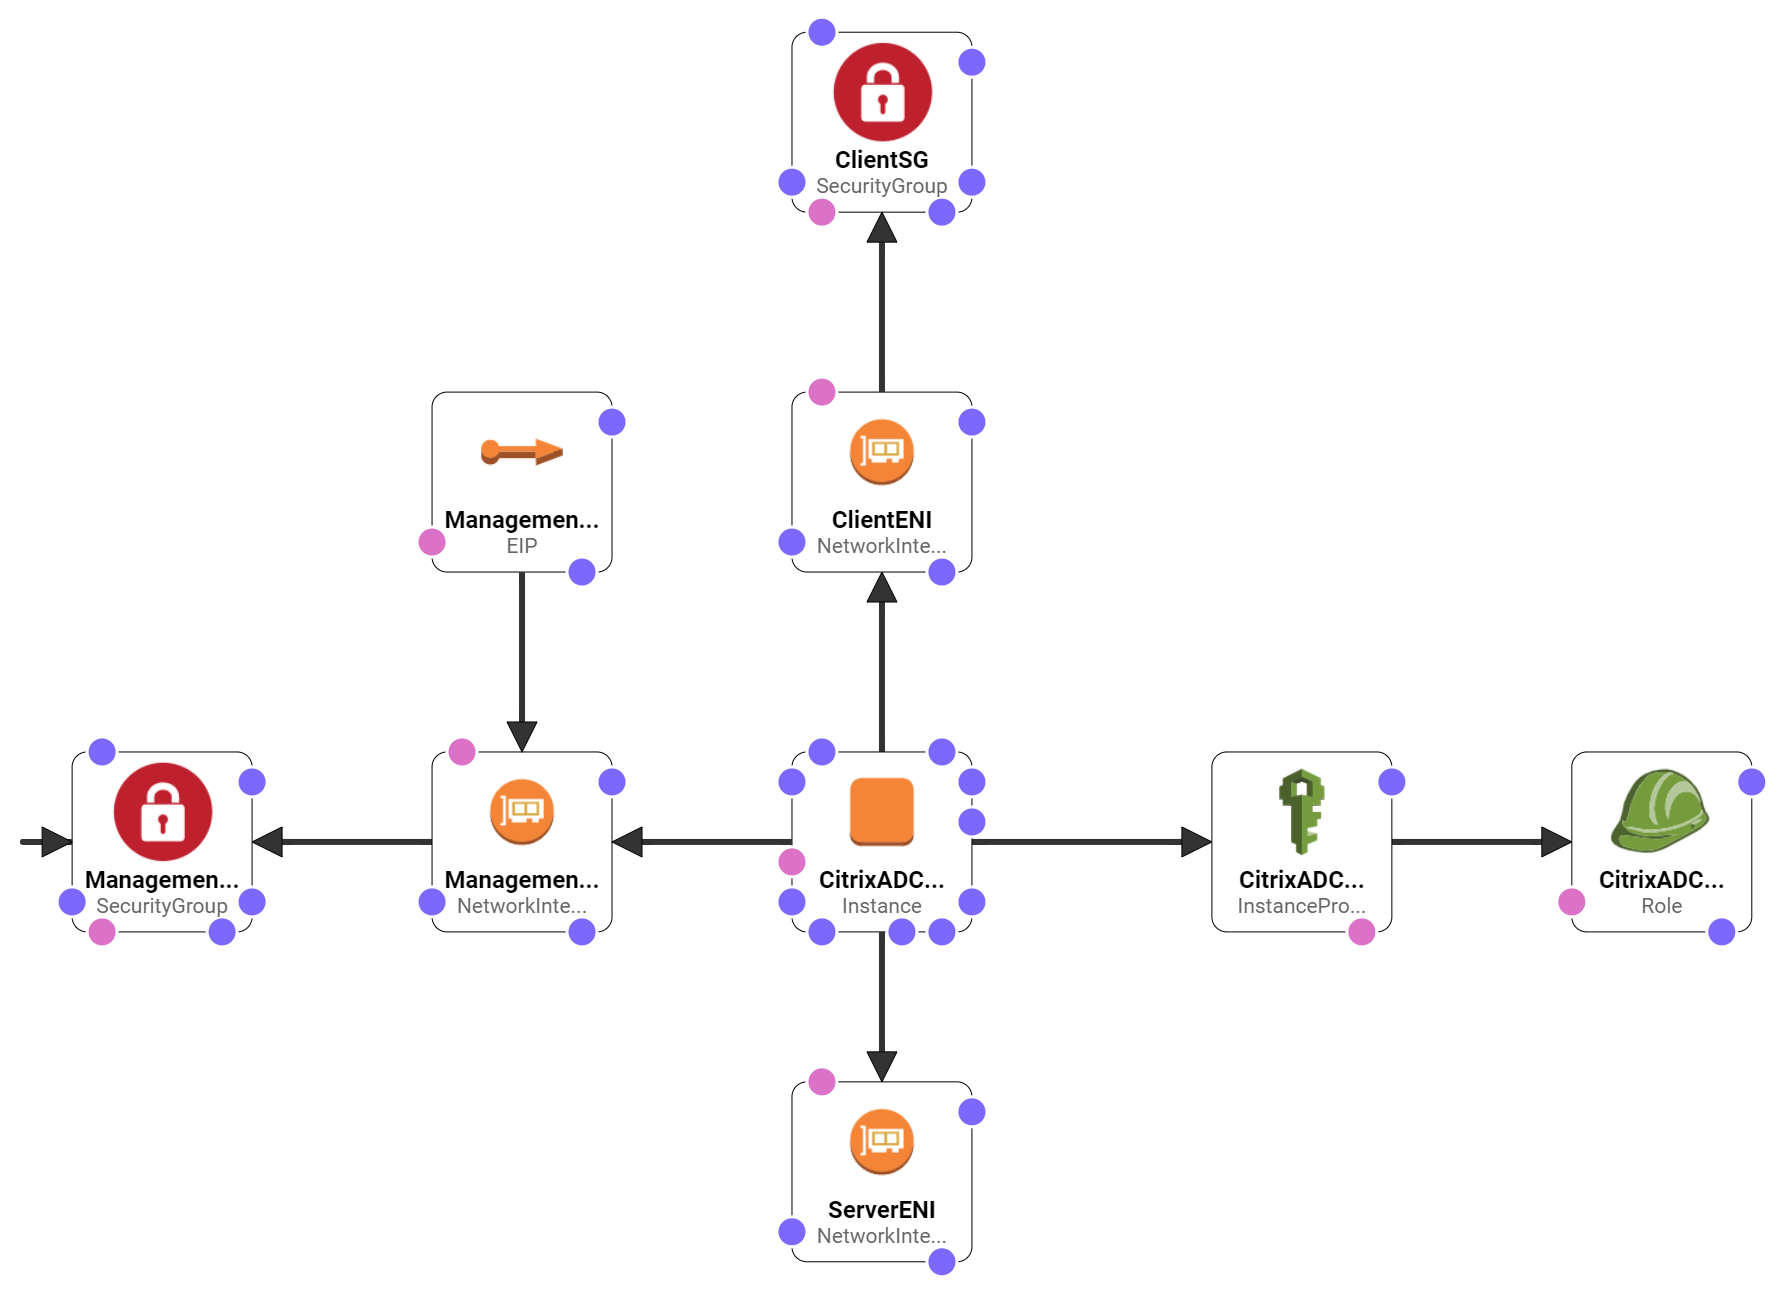 ClientSG
SecurityGroup
Managemen...
EIP
ClientENI
NetworkInte...
Managemen...
SecurityGroup
Managemen...
NetworkInte...
CitrixADC...
Instance
CitrixADC...
InstancePro...
CitrixADC...
Role
ServerENI
NetworkInte...